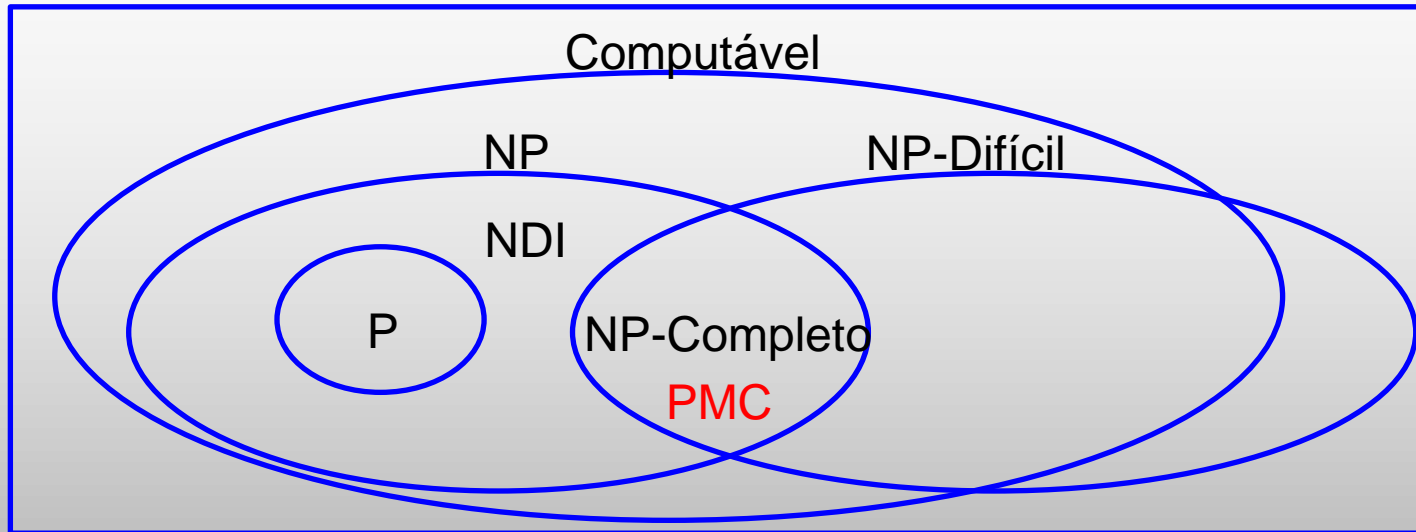 Computável
NP
NP-Difícil
NDI
P
NP-Completo
PMC